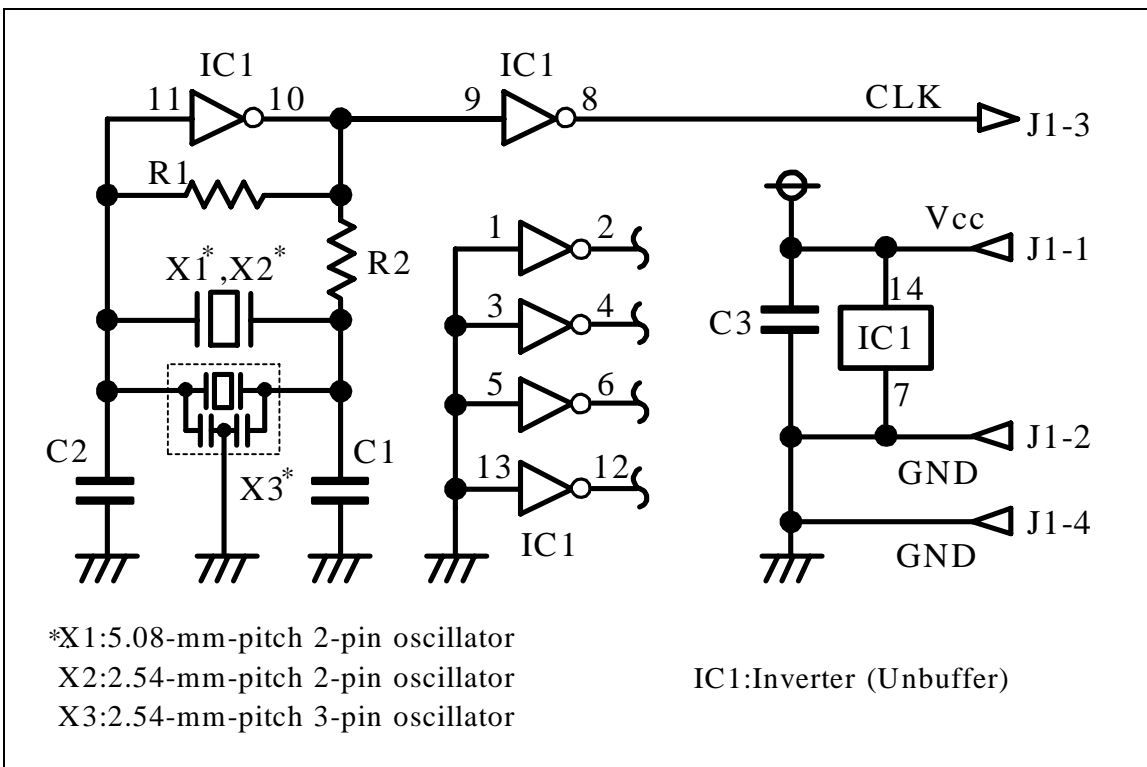 IC1
IC1
11
10
9
8
CLK
J1-3
R1
1
2
Vcc
J1-1
X1*,X2*
R2
14
3
4
C3
IC1
5
6
7
C2
C1
J1-2
X3*
13
12
GND
IC1
J1-4
GND
*X1:5.08-mm-pitch 2-pin oscillator
X2:2.54-mm-pitch 2-pin oscillator
IC1:Inverter (Unbuffer)
X3:2.54-mm-pitch 3-pin oscillator